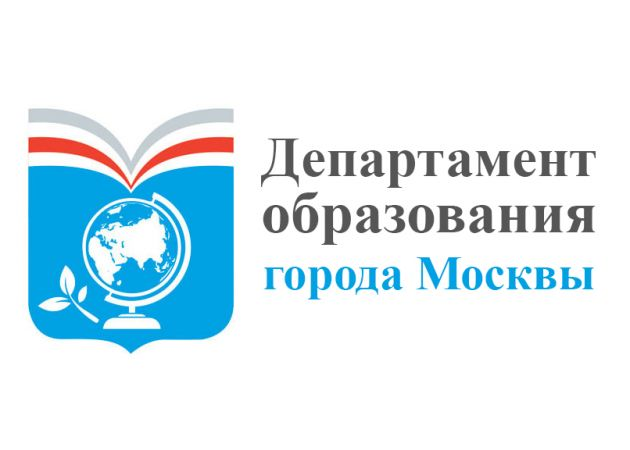 Департамент
образования
города Москвы